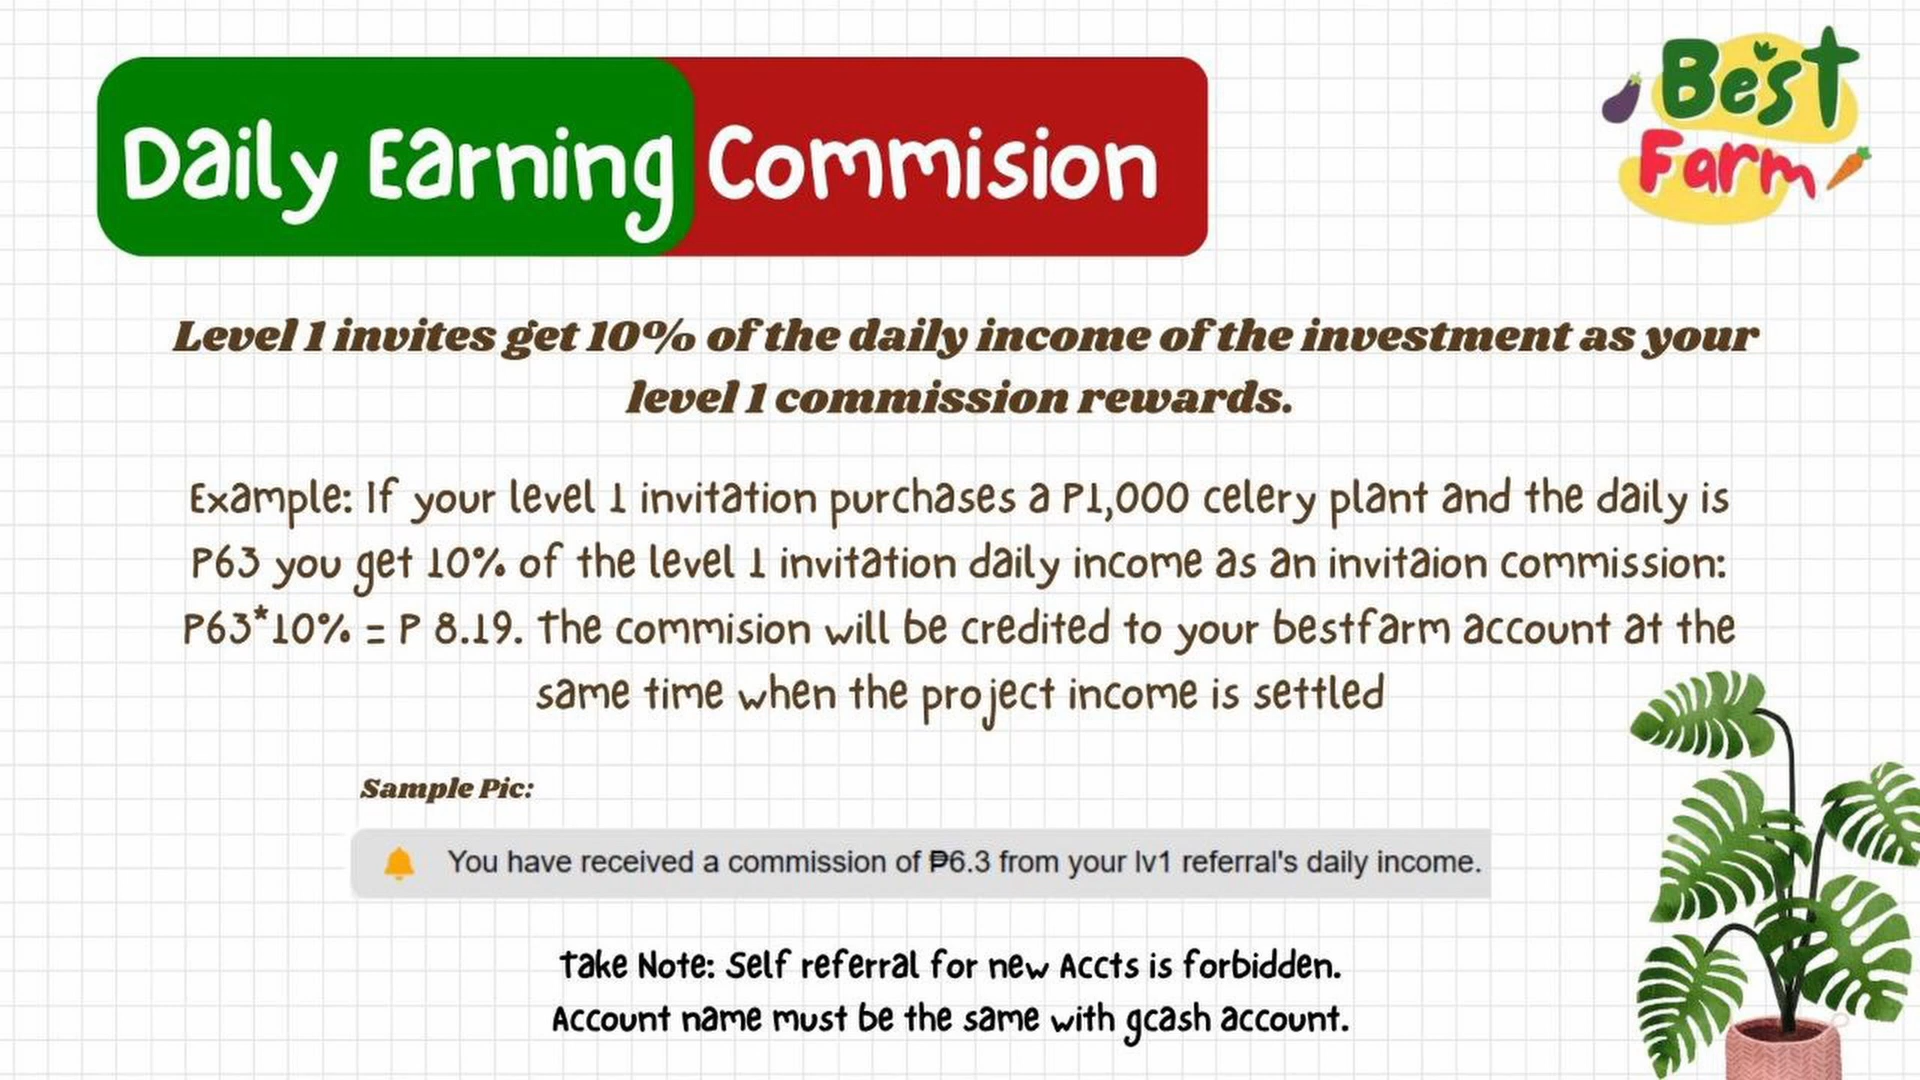 Best
Farm
Daily Earning Commision
Level 1 invites get 10% of the daily income of the investment as your
level 1 commission rewards.
Example: If your level 1 invitation purchases a P1,000 celery plant and the daily is
P63 you get 10% of the level 1 invitation daily income as an invitaion commission:
P63*10% = P 8.19. The commision will be credited to your bestfarm account at the
same time when the project income is settled
Sample Pic:
You have received a commission of ₱6.3 from your lv1 referral's daily income.
Take Note: Self referral for new Accts is forbidden.
Account name must be the same with gcash account.